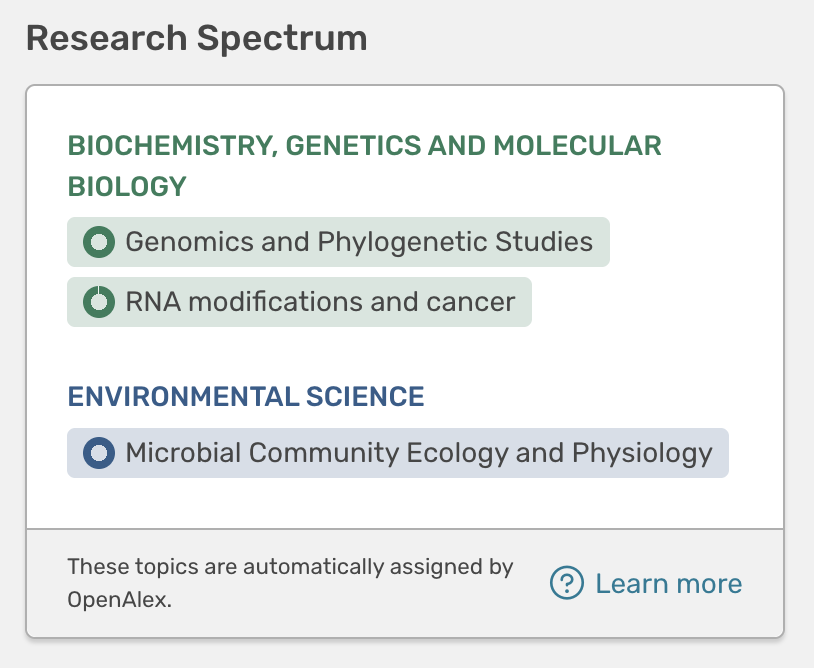 Research Spectrum
BIOCHEMISTRY, GENETICS AND MOLECULAR
BIOLOGY
Genomics and Phylogenetic Studies
RNA modifications and cancer
ENVIRONMENTAL SCIENCE
Microbial Community Ecology and Physiology
These topics are automatically assigned by
OpenAlex.
? Learn more